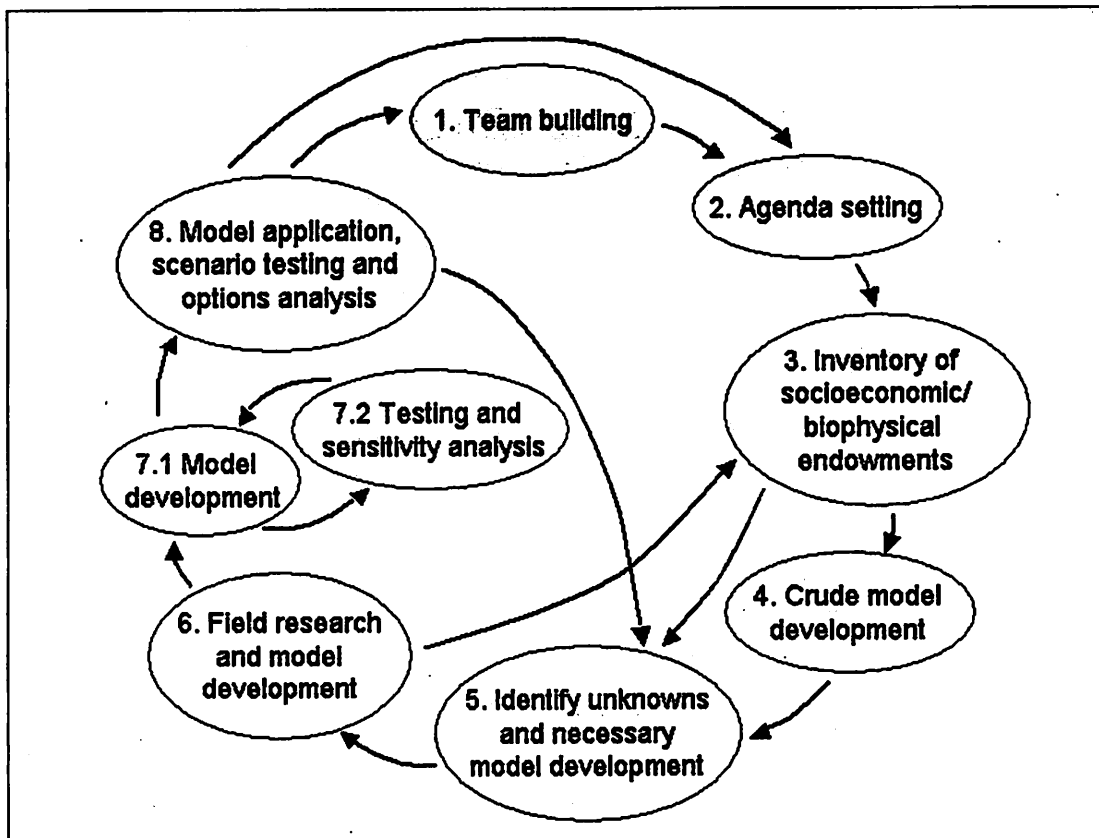 1. Team building
2. Agenda setting
3. Inventory of
socioeconomic/
biophysical
endowments
4. Crude model
development
5. Identify unknowns
and necessary
model development
6. Field research
and model
development
7.1 Model
development
7.2 Testing and
sensitivity analysis
8. Model application,
scenario testing and
options analysis